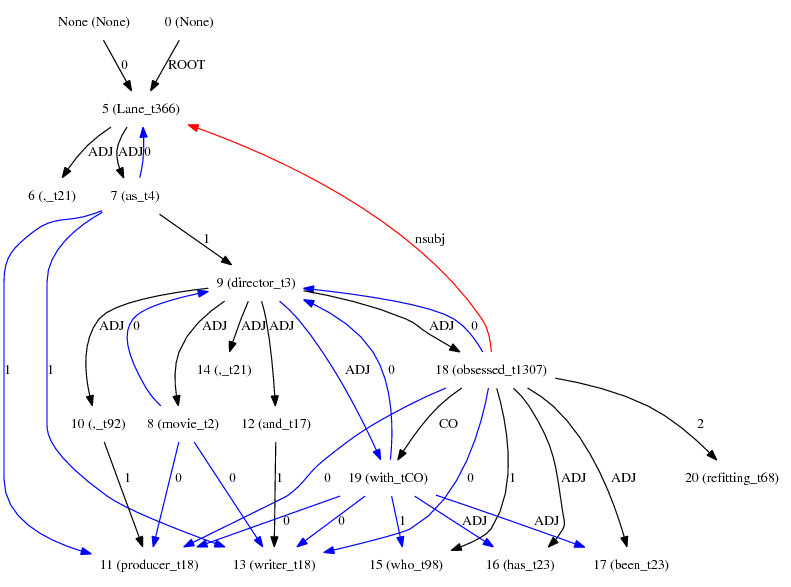 None (None) 0 (None)
0 ROOT
5 (Lane_t366)
ADJ ADJ 0
6 (,_t21) 7 (as_t4)
1 nsubj
9 (director_t3)
ADJ 0 ADJ ADJ ADJ ADJ 0
1 1 14 (,_t21) ADJ 0 18 (obsessed_t1307)
10 (,_t92) 8 (movie_t2) 12 (and_t17) CO 2
1 0 0 1 0 19 (with_tCO) 0 1 ADJ ADJ 20 (refitting_t68)
0 0 1 ADJ ADJ
11 (producer_t18) 13 (writer_t18) 15 (who_t98) 16 (has_t23) 17 (been_t23)